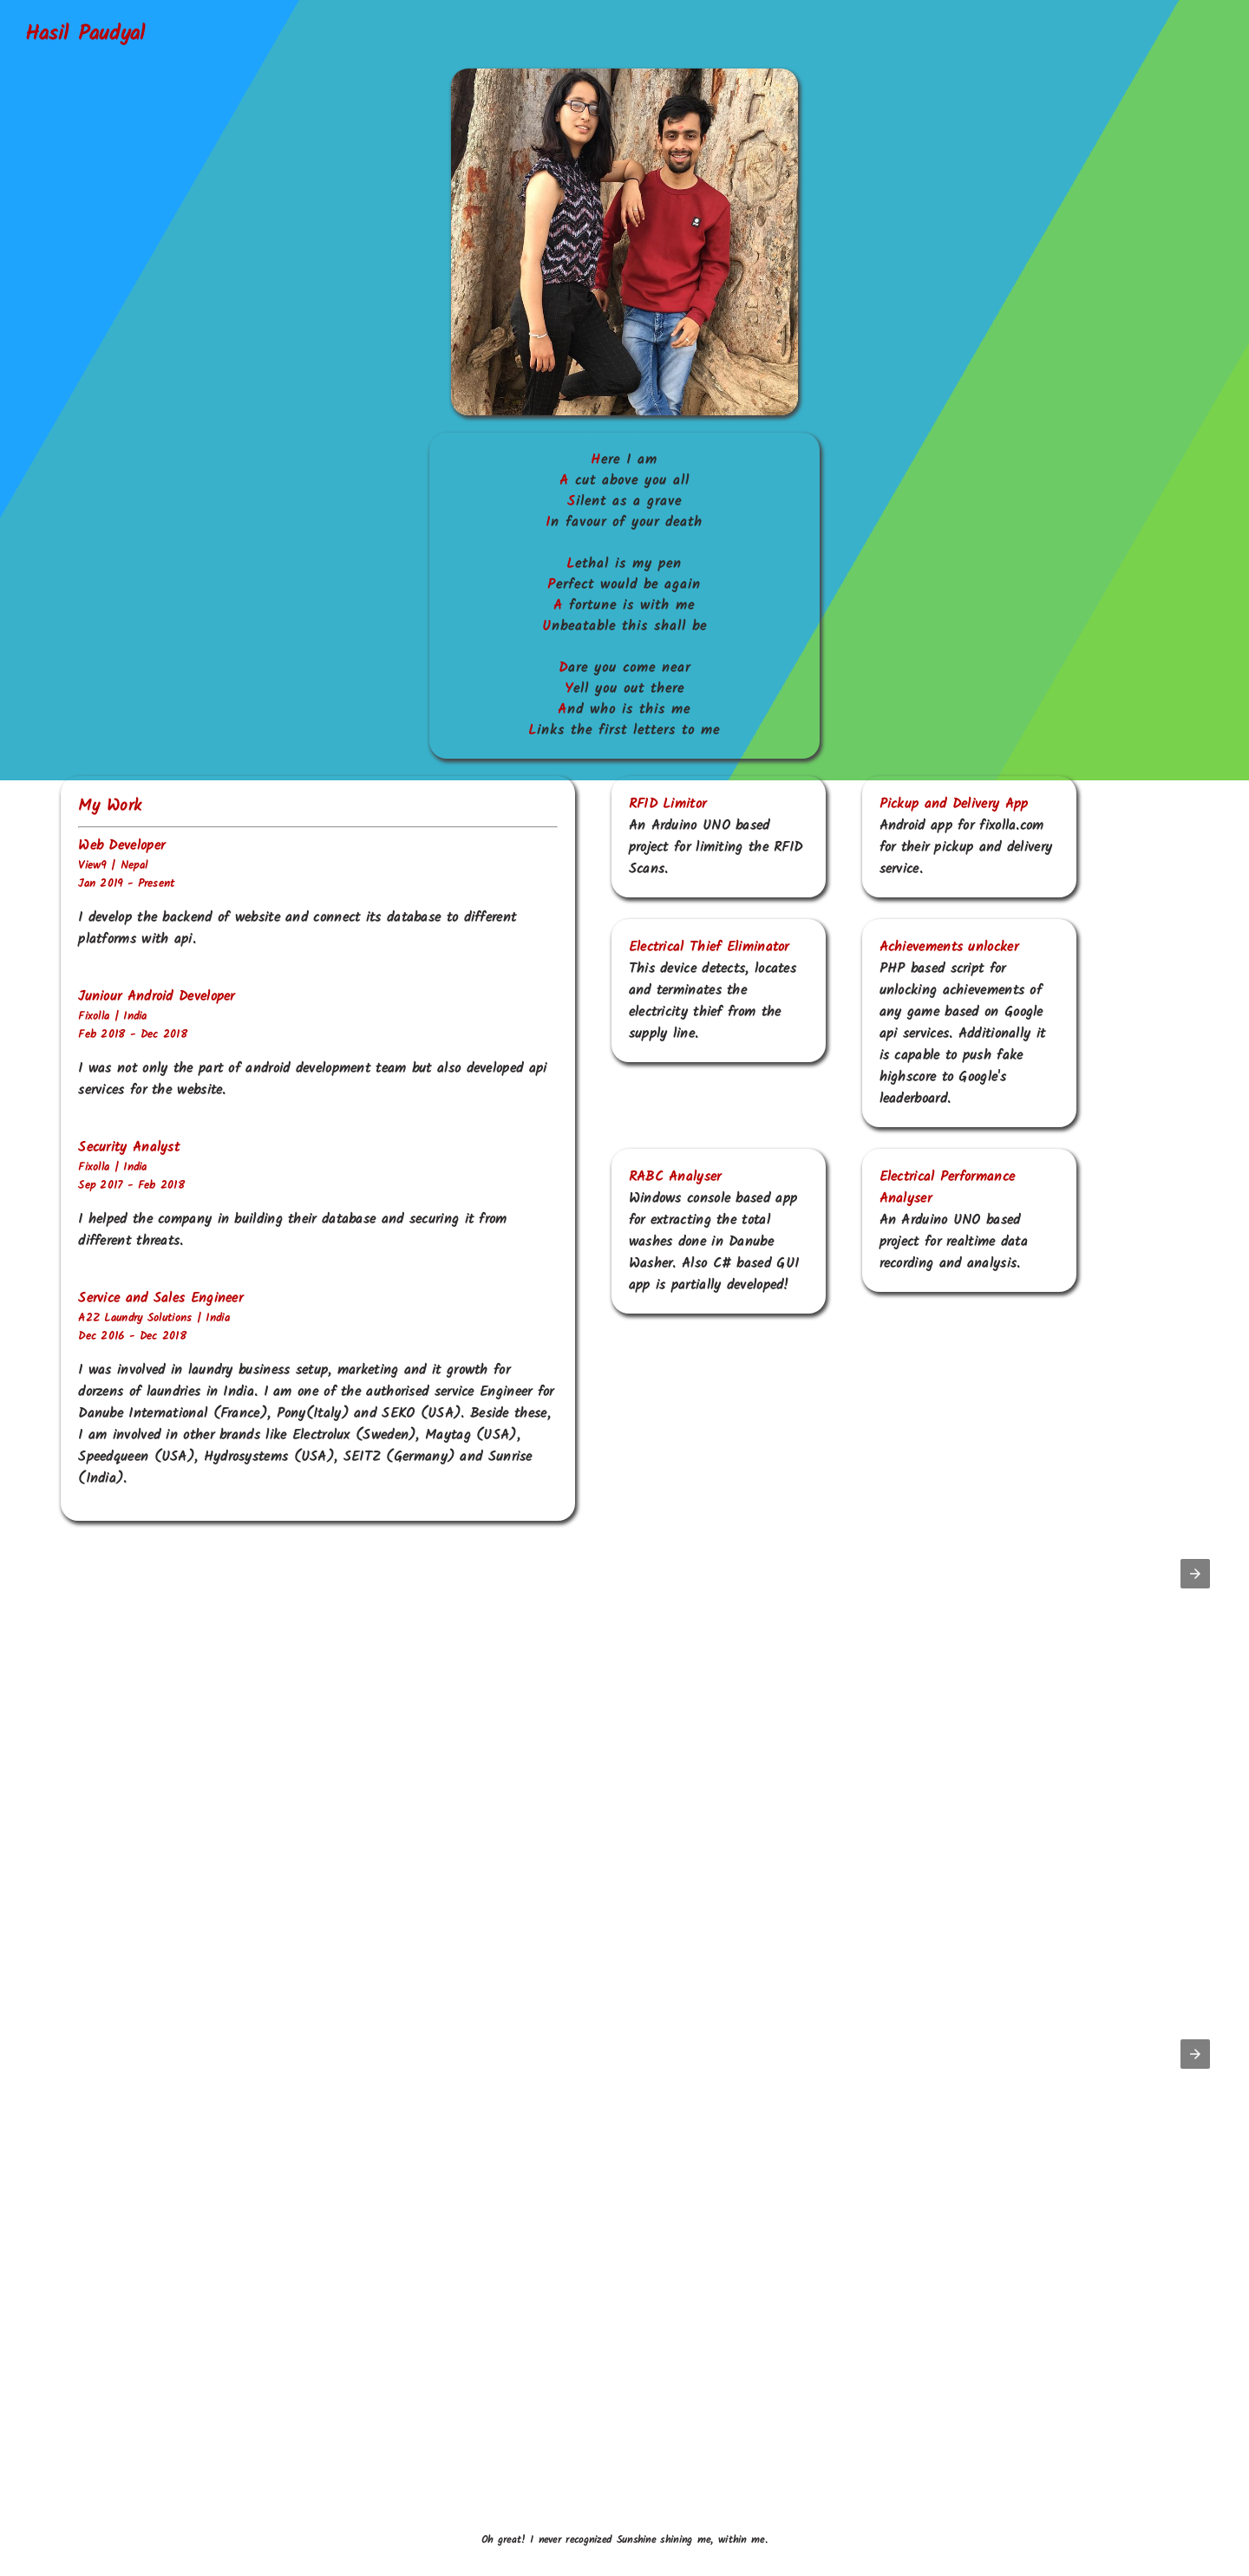 Hasil Paudyal
Here I am
A cut above you all
Silent as a grave
In favour of your death
Lethal is my pen
Perfect would be again
A fortune is with me
Unbeatable this shall be
Dare you come near
Yell you out there
And who is this me
Links the first letters to me
My Work
Web Developer
View9 | Nepal
Jan 2019 - Present
I develop the backend of website and connect its database to different
platforms with api.
Juniour Android Developer
Fixolla | India
Feb 2018 - Dec 2018
I was not only the part of android development team but also developed api
services for the website.
Security Analyst
Fixolla | India
Sep 2017 - Feb 2018
I helped the company in building their database and securing it from
different threats.
Service and Sales Engineer
A2Z Laundry Solutions | India
Dec 2016 - Dec 2018
I was involved in laundry business setup, marketing and it growth for
dorzens of laundries in India. I am one of the authorised service Engineer for
Danube International (France), Pony(Italy) and SEKO (USA). Beside these,
I am involved in other brands like Electrolux (Sweden), Maytag (USA),
Speedqueen (USA), Hydrosystems (USA), SEITZ (Germany) and Sunrise
(India).
RFID Limitor
An Arduino UNO based
project for limiting the RFID
Scans.
Pickup and Delivery App
Android app for fixolla.com
for their pickup and delivery
service.
Electrical Thief Eliminator
This device detects, locates
and terminates the
electricity thief from the
supply line.
Achievements unlocker
PHP based script for
unlocking achievements of
any game based on Google
api services. Additionally it
is capable to push fake
highscore to Google's
leaderboard.
RABC Analyser
Windows console based app
for extracting the total
washes done in Danube
Washer. Also C# based GUI
app is partially developed!
Electrical Performance
Analyser
An Arduino UNO based
project for realtime data
recording and analysis.
Oh great! I never recognized Sunshine shining me, within me.